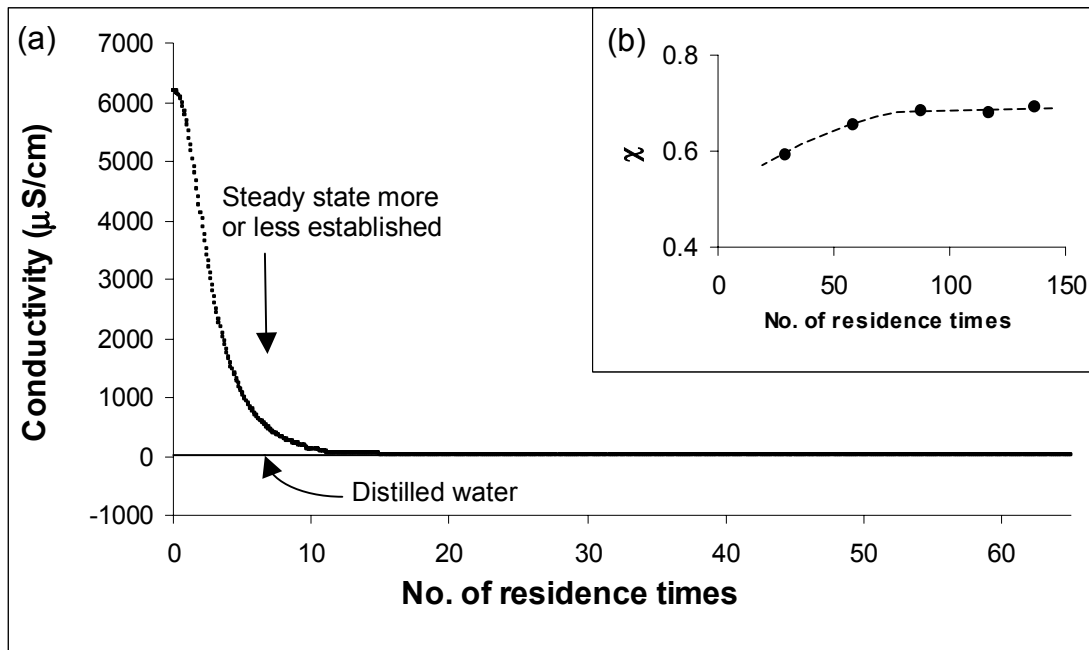 (a)
7000
6000
5000
4000
3000
2000
1000
0
-1000
Conductivity (μS/cm)
Steady state more
or less established
Distilled water
0 10 20 30 40 50 60
No. of residence times
(b)
0.8
0.6
0.4
χ
0 50 100 150
No. of residence times